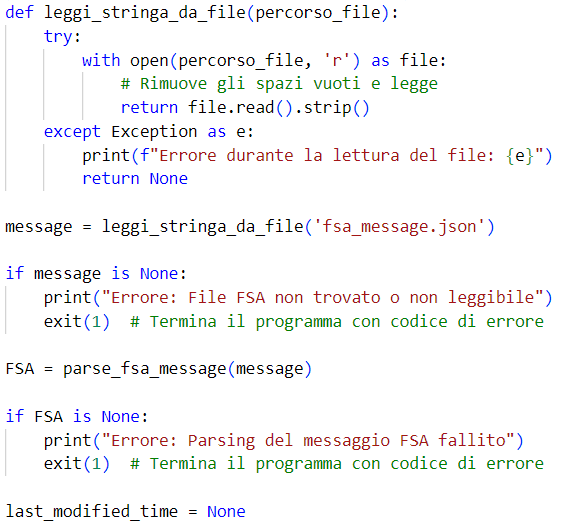 def leggi_stringa_da_file(percorso_file):
    try:
        with open(percorso_file, 'r') as file:
            # Rimuove gli spazi vuoti e legge
            return file.read().strip()
    except Exception as e:
        print(f"Errore durante la lettura del file: {e}")
        return None

message = leggi_stringa_da_file('fsa_message.json')

if message is None:
    print("Errore: File FSA non trovato o non leggibile")
    exit(1)  # Termina il programma con codice di errore

FSA = parse_fsa_message(message)

if FSA is None:
    print("Errore: Parsing del messaggio FSA fallito")
    exit(1)  # Termina il programma con codice di errore

last_modified_time = None